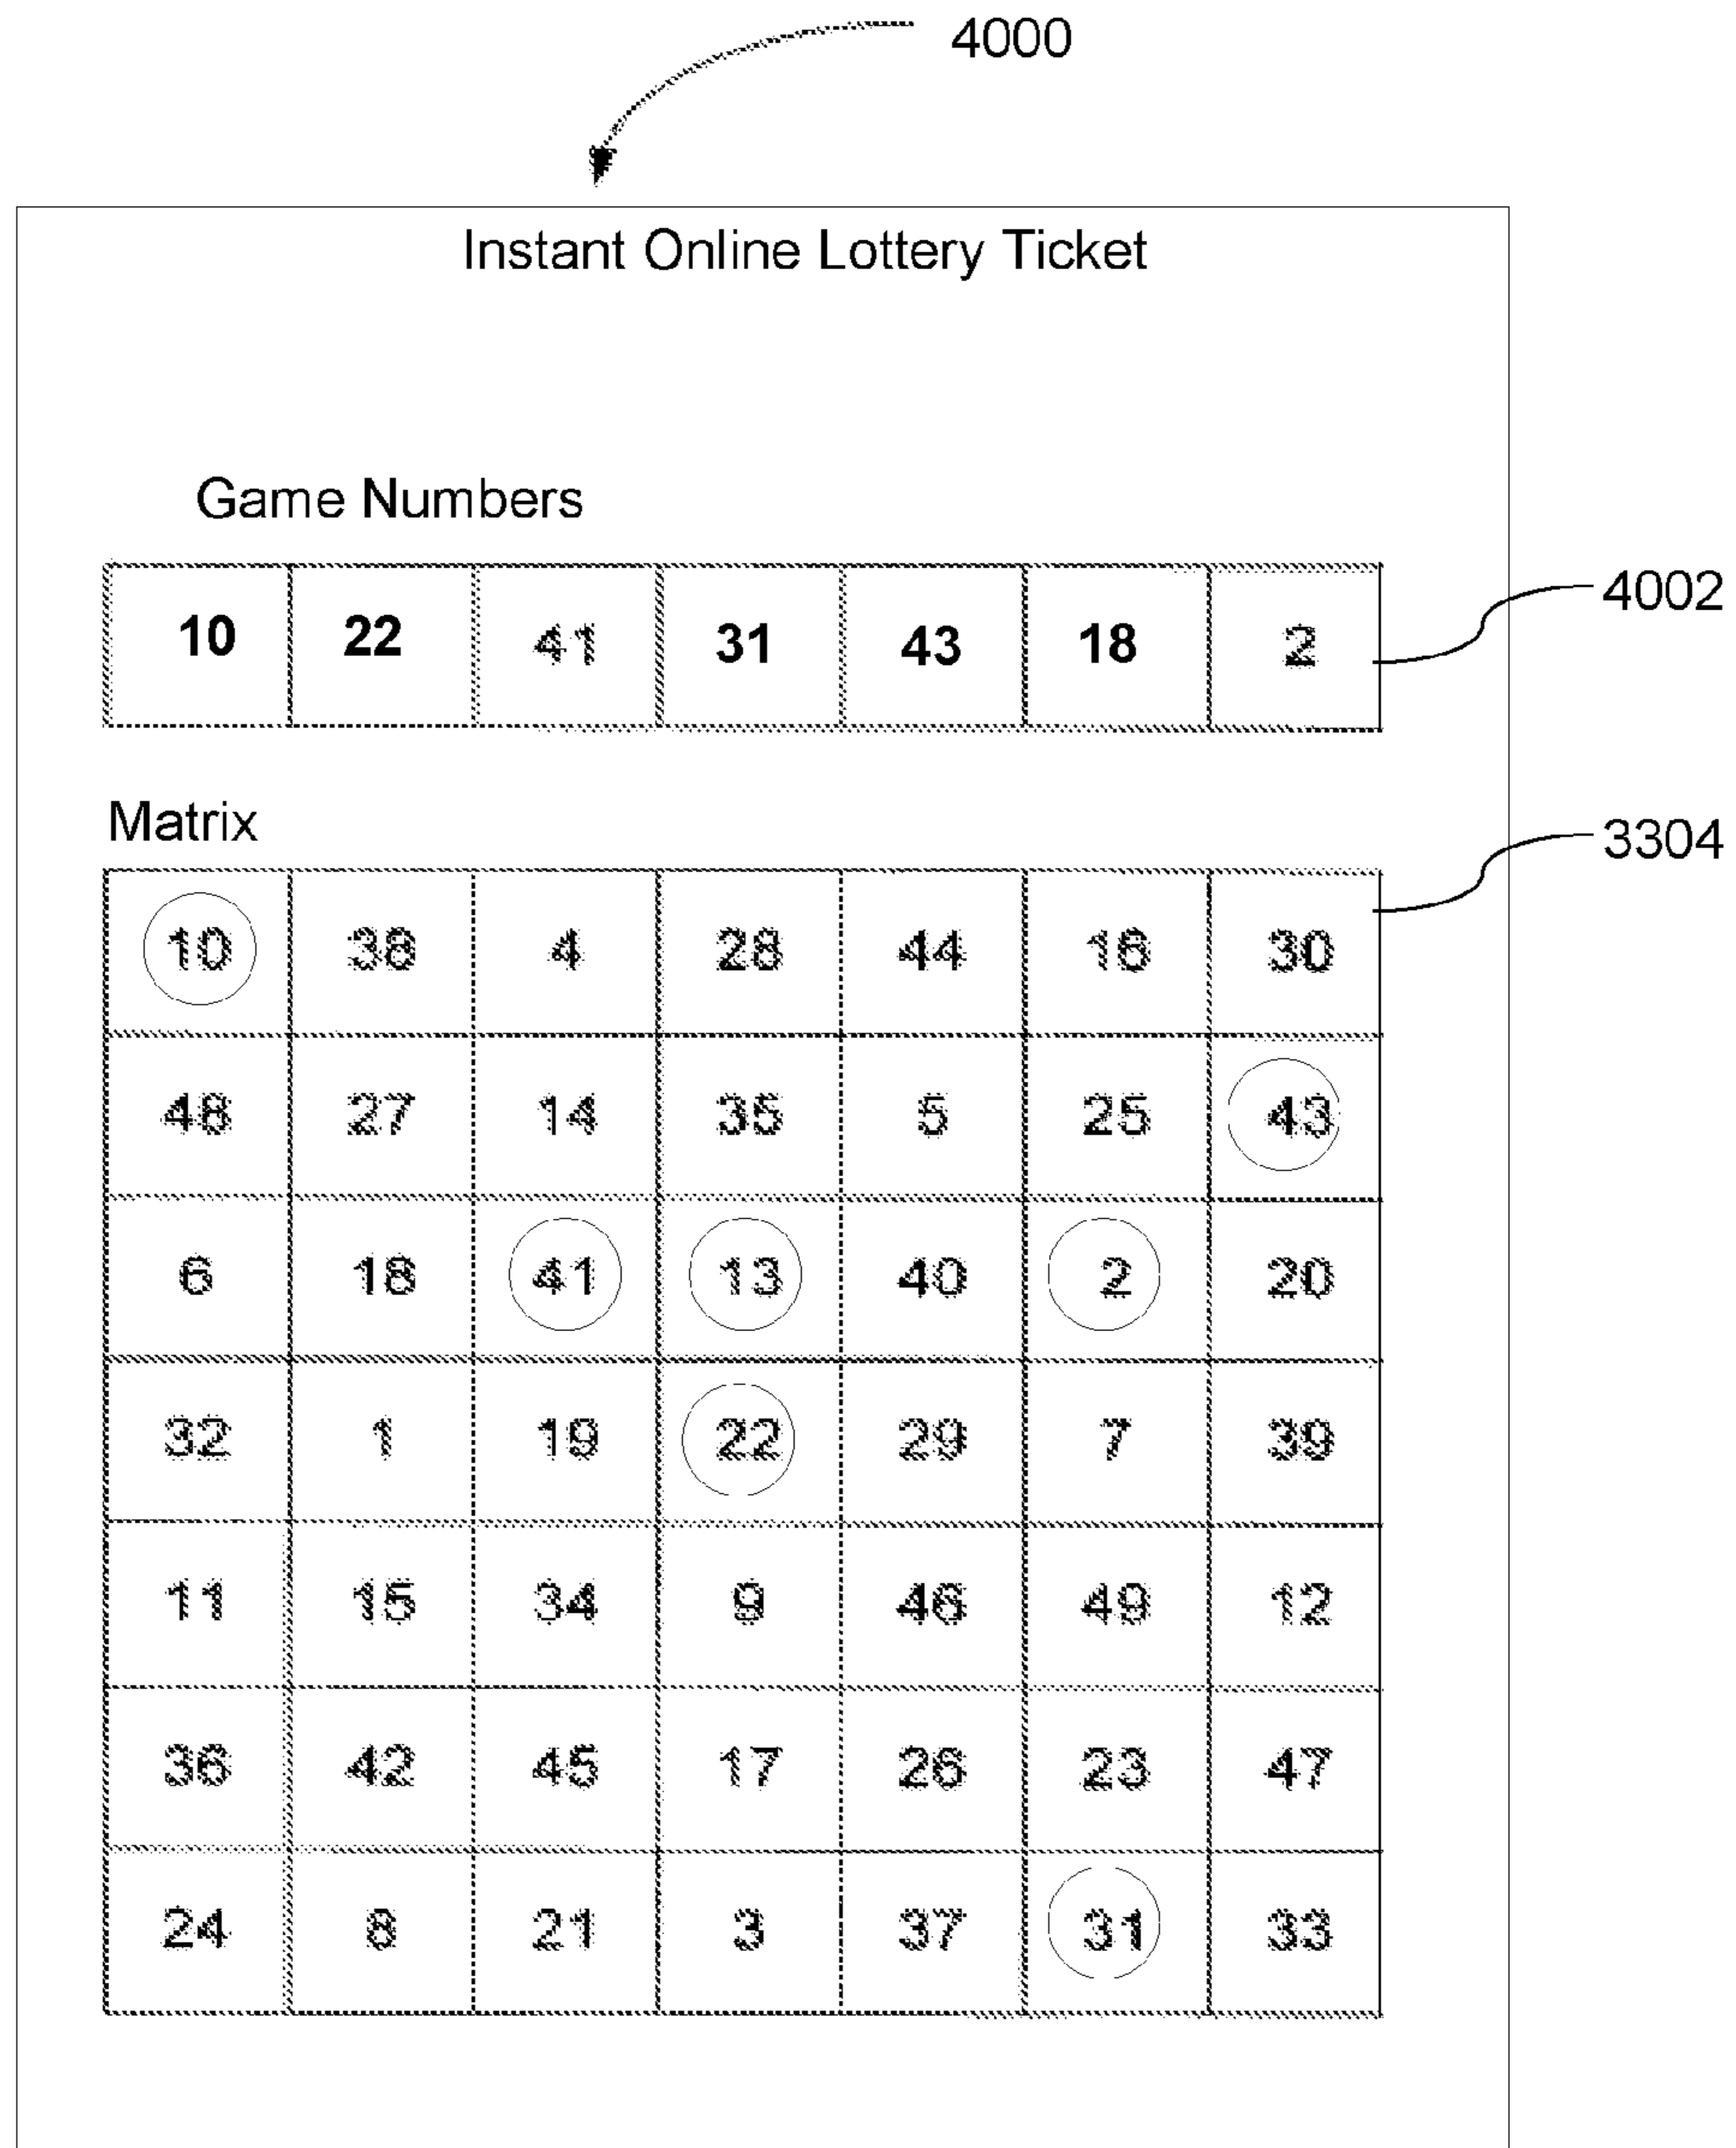 4000
Instant Online Lottery Ticket
Game Numbers
10 22 41 31 43 18 2
4002
Matrix
3304
10 38 4 28 44 16 30
48 27 14 35 5 25 43
6 18 41 13 40 2 20
32 1 19 22 29 7 39
11 15 34 9 46 49 12
36 42 45 17 26 23 47
24 8 21 3 37 31 33